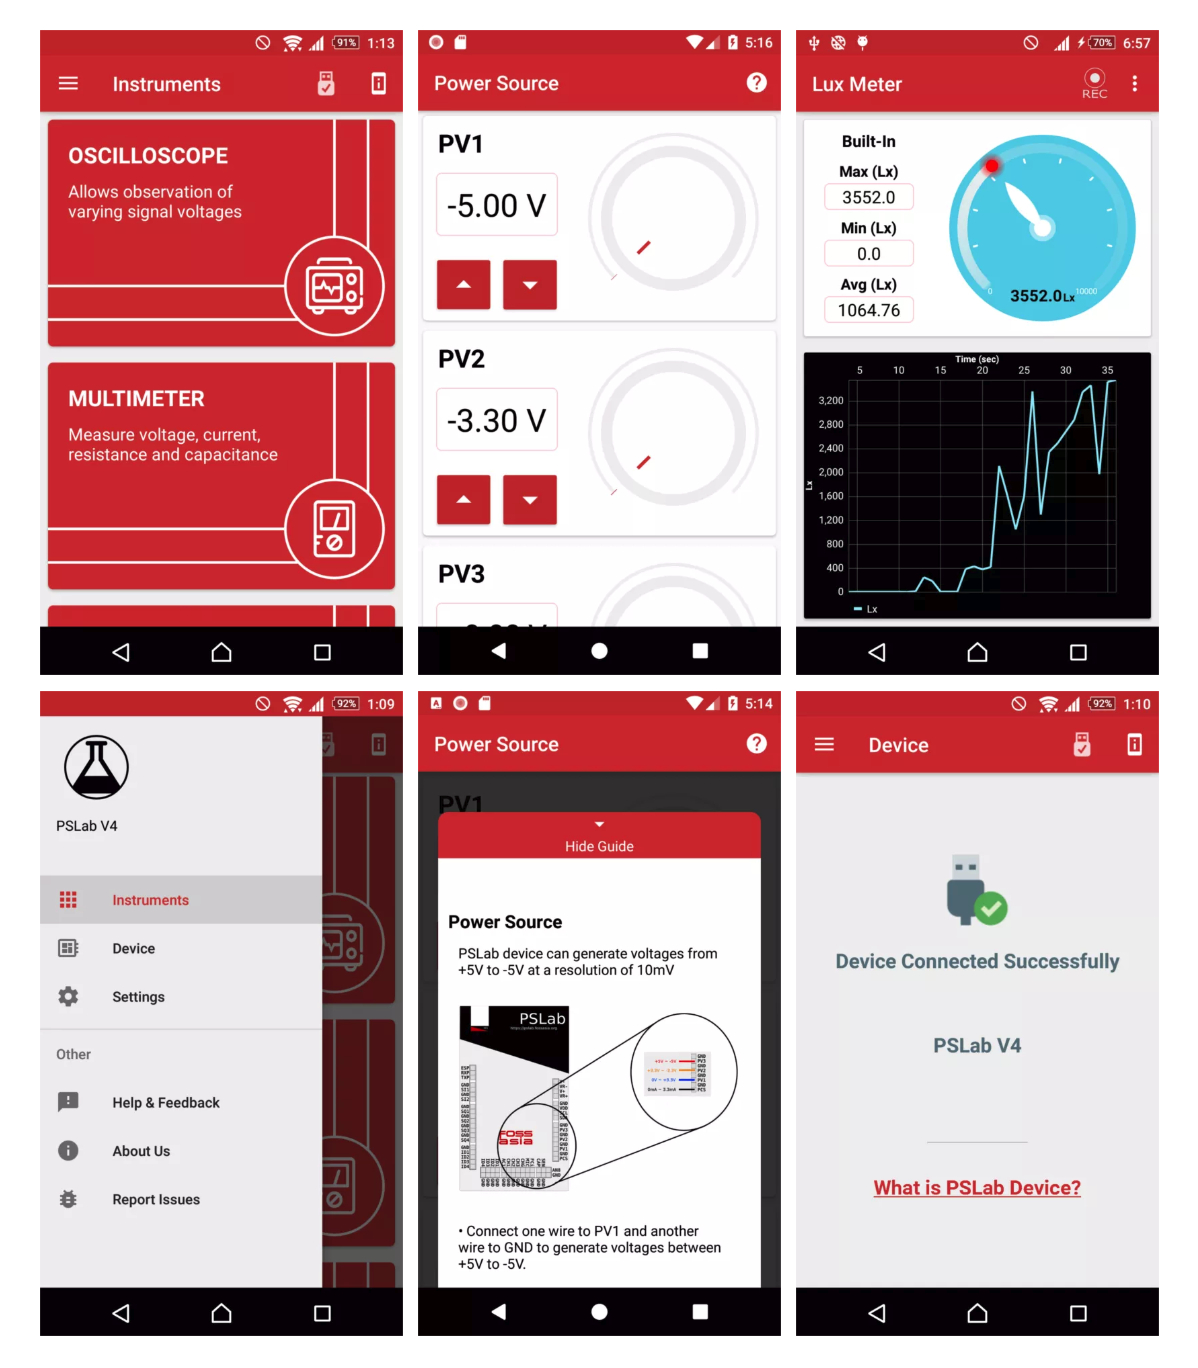 91% 1:13
Instruments
OSCILLOSCOPE
Allows observation of
varying signal voltages
MULTIMETER
Measure voltage, current,
resistance and capacitance
5:16
Power Source
PV1
-5.00 V
PV2
-3.30 V
PV3
70% 6:57
Lux Meter
REC
Built-In
Max (Lx)
3552.0
Min (Lx)
0.0
Avg (Lx)
1064.76
0
3552.0Lx
10000
Time (sec)
5 10 15 20 25 30 35
3,200
2,800
2,400
2,000
Lx
1,600
1,200
800
400
0
Lx
92% 1:09
PSLab V4
Instruments
Device
Settings
Other
Help & Feedback
About Us
Report Issues
5:14
Power Source
PV1
Hide Guide
Power Source
PSLab device can generate voltages from
+5V to -5V at a resolution of 10mV
PSLab
FOSS
asia
• Connect one wire to PV1 and another
wire to GND to generate voltages between
+5V to -5V.
92% 1:10
Device
Device Connected Successfully
PSLab V4
What is PSLab Device?